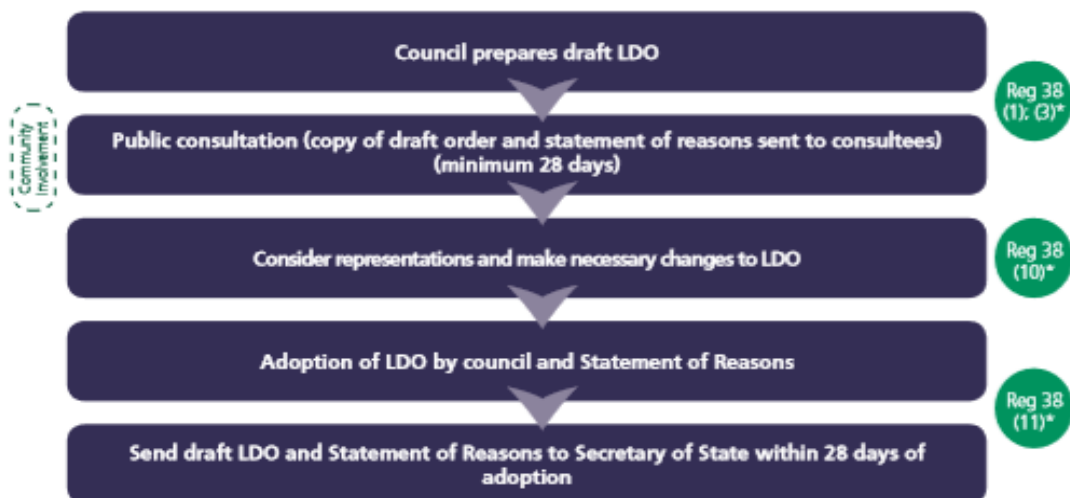 Council prepares draft LDO
Reg 38
(1); (3)*
Community
Involvement
Public consultation (copy of draft order and statement of reasons sent to consultees)
(minimum 28 days)
Consider representations and make necessary changes to LDO
Reg 38
(10)*
Adoption of LDO by council and Statement of Reasons
Reg 38
(11)*
Send draft LDO and Statement of Reasons to Secretary of State within 28 days of
adoption